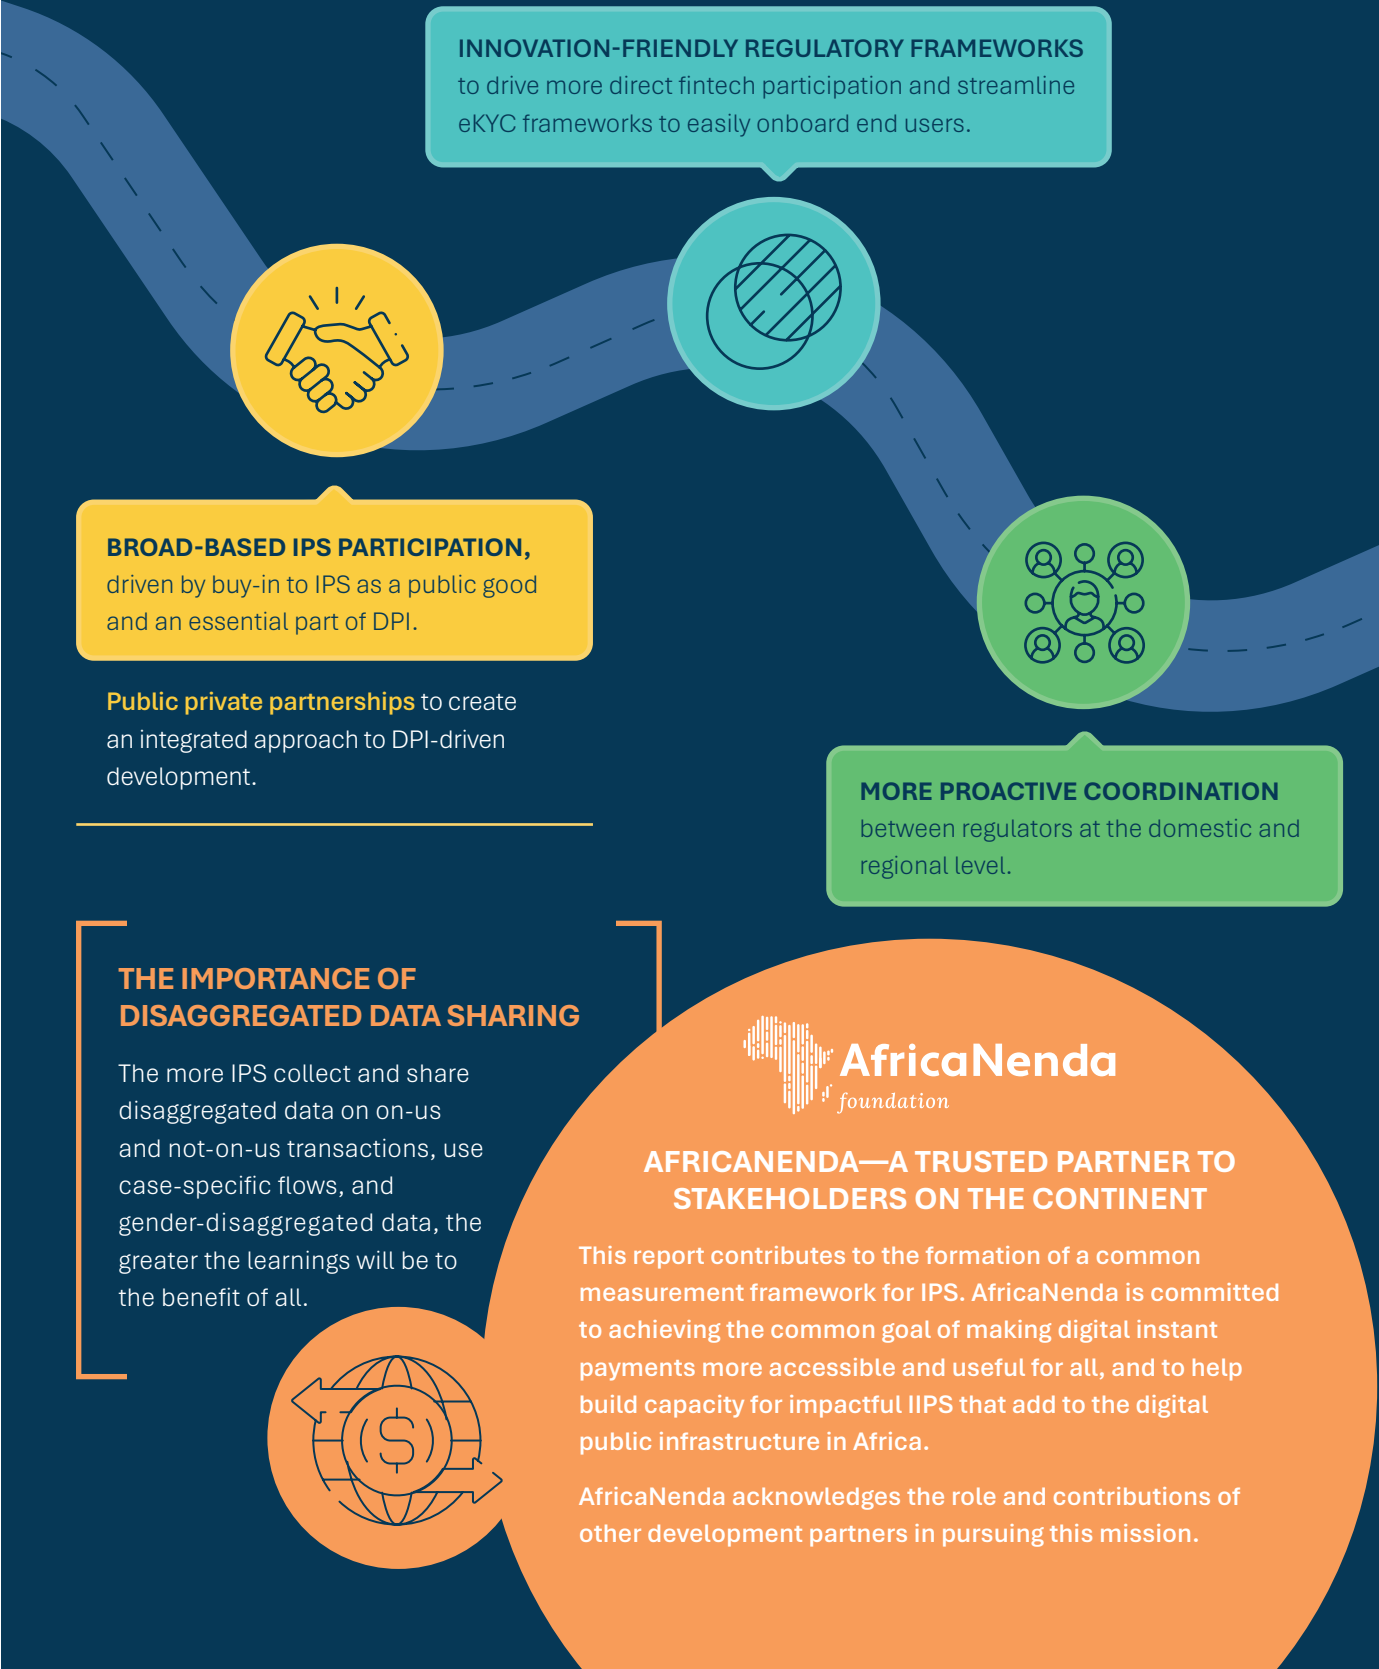 INNOVATION-FRIENDLY REGULATORY FRAMEWORKS
to drive more direct fintech participation and streamline
eKYC frameworks to easily onboard end users.
BROAD-BASED IPS PARTICIPATION,
driven by buy-in to IPS as a public good
and an essential part of DPI.
Public private partnerships to create
an integrated approach to DPI-driven
development.
MORE PROACTIVE COORDINATION
between regulators at the domestic and
regional level.
THE IMPORTANCE OF
DISAGGREGATED DATA SHARING
The more IPS collect and share
disaggregated data on on-us
and not-on-us transactions, use
case-specific flows, and
gender-disaggregated data, the
greater the learnings will be to
the benefit of all.
$
AfricaNenda
foundation
AFRICANENDA—A TRUSTED PARTNER TO
STAKEHOLDERS ON THE CONTINENT
This report contributes to the formation of a common
measurement framework for IPS. AfricaNenda is committed
to achieving the common goal of making digital instant
payments more accessible and useful for all, and to help
build capacity for impactful IIPS that add to the digital
public infrastructure in Africa.
AfricaNenda acknowledges the role and contributions of
other development partners in pursuing this mission.